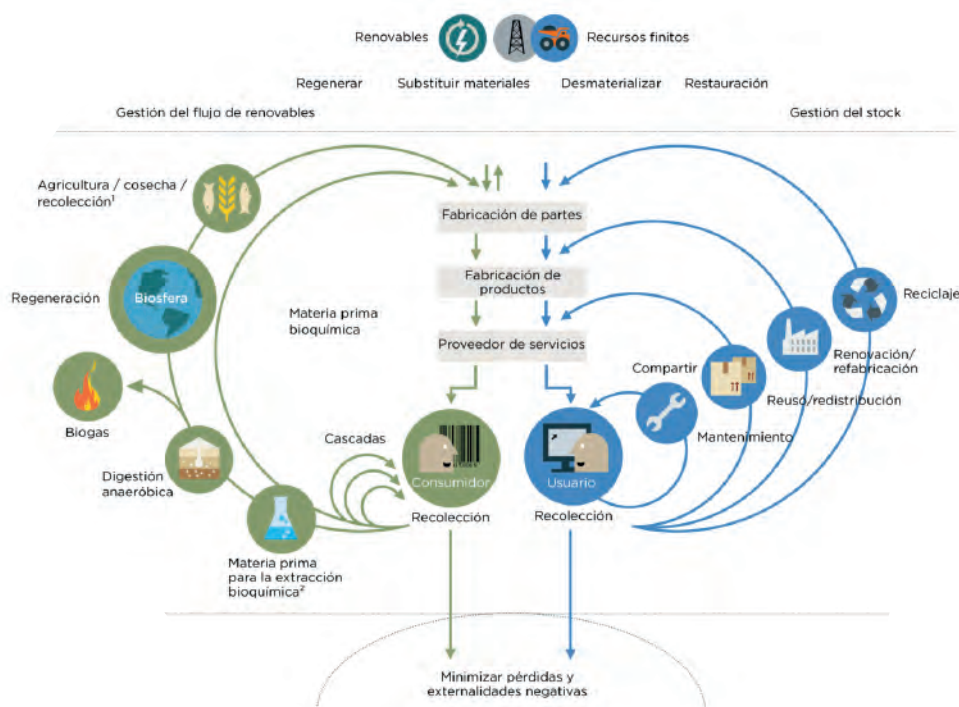 Renovables
Recursos finitos
Regenerar
Substituir materiales
Desmaterializar
Restauración
Gestión del flujo de renovables
Gestión del stock
Agricultura / cosecha /
recolección¹
Fabricación de partes
Regeneración
Biosfera
Fabricación de
productos
Reciclaje
Materia prima
bioquímica
Proveedor de servicios
Renovación/
refabricación
Compartir
Reuso/redistribución
Biogas
Mantenimiento
Cascadas
Digestión
anaeróbica
Consumidor
Usuario
Recolección
Recolección
Materia prima
para la extracción
bioquímica²
Minimizar pérdidas y
externalidades negativas